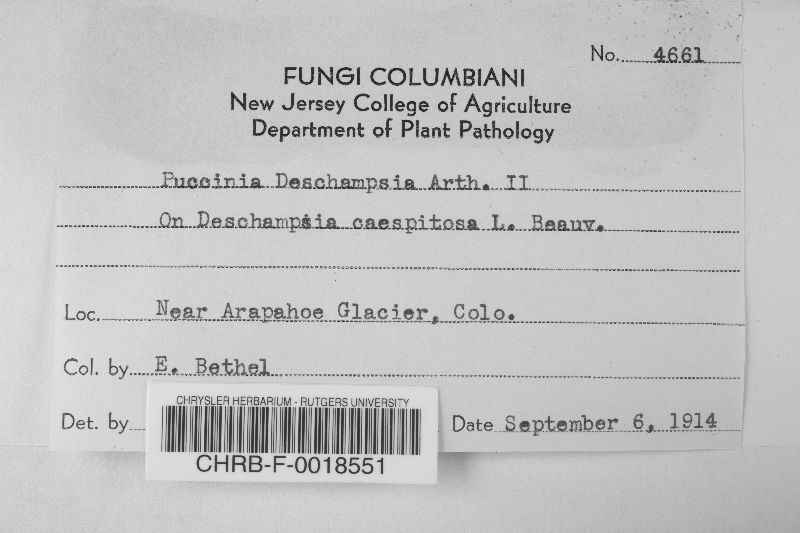 No. 4661
FUNGI COLUMBIANI
New Jersey College of Agriculture
Department of Plant Pathology
Puccinia Deschampsia Arth. II
On Deschampsia caespitosa L. Beauv.
Loc. Near Arapahoe Glacier, Colo.
Col. by E. Bethel
Det. by
Date September 6, 1914
CHRYSLER HERBARIUM - RUTGERS UNIVERSITY
CHRB-F-0018551